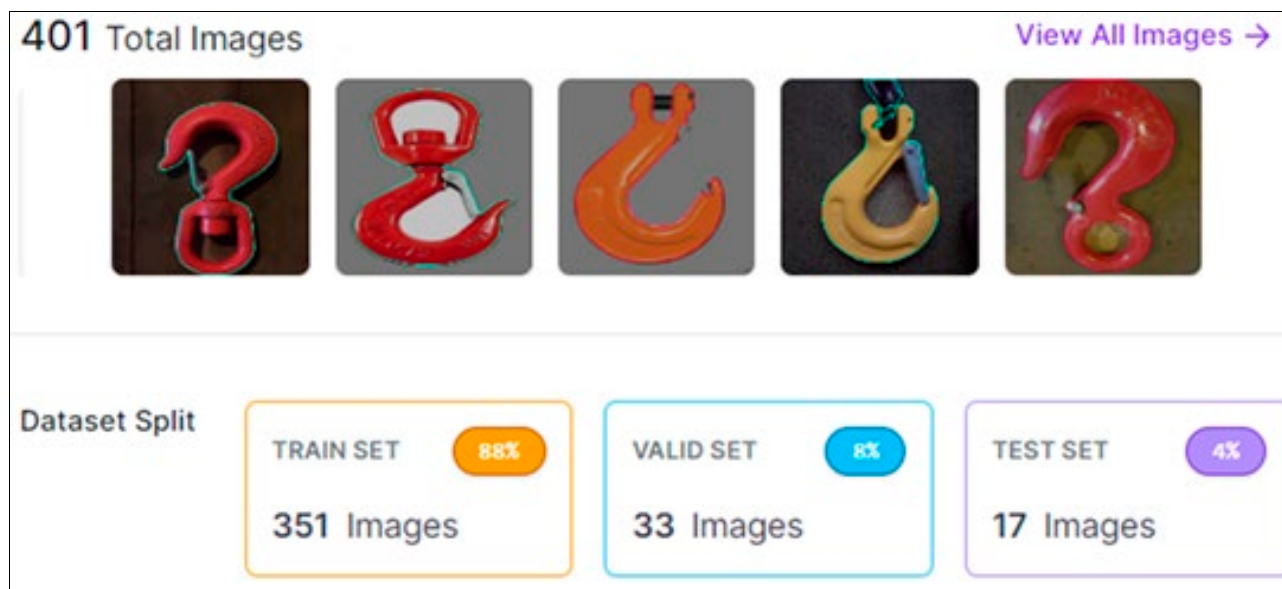 401 Total Images
View All Images →
Dataset Split
TRAIN SET 88%
351 Images
VALID SET 8%
33 Images
TEST SET 4%
17 Images